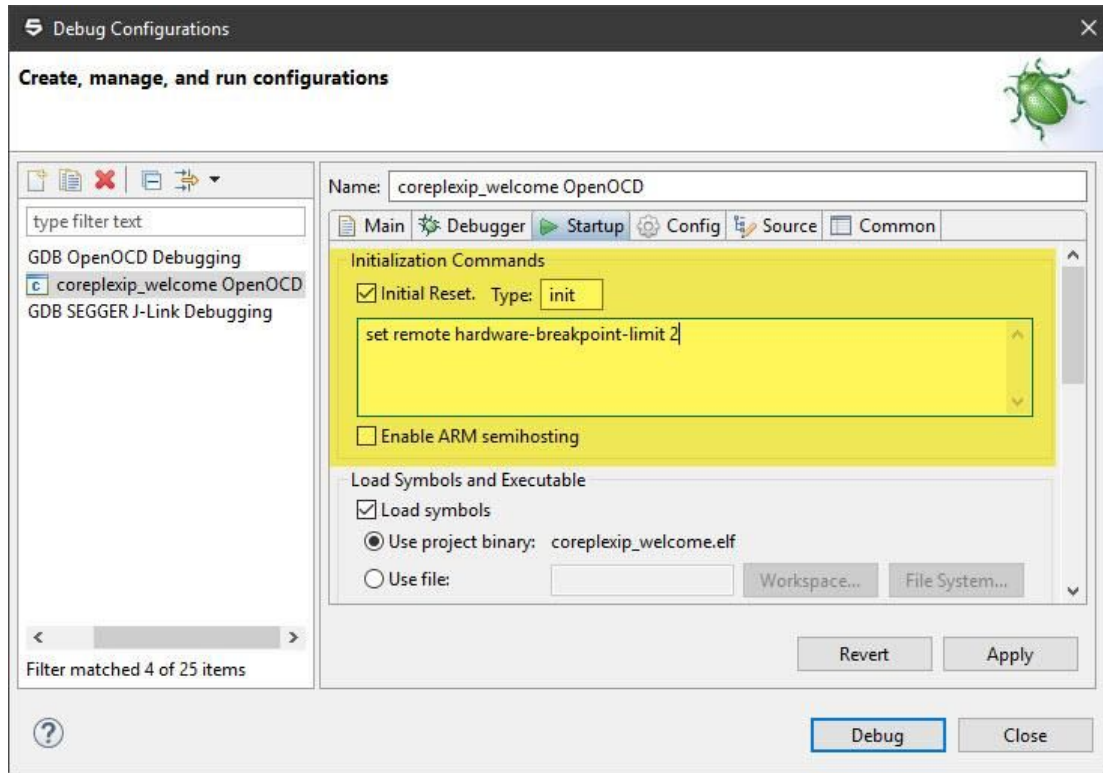 Debug Configurations
Create, manage, and run configurations
type filter text
GDB OpenOCD Debugging
coreplexip_welcome OpenOCD
GDB SEGGER J-Link Debugging
Filter matched 4 of 25 items
Name: coreplexip_welcome OpenOCD
Main Debugger Startup Config Source Common
Initialization Commands
Initial Reset. Type: init
set remote hardware-breakpoint-limit 2
Enable ARM semihosting
Load Symbols and Executable
Load symbols
Use project binary: coreplexip_welcome.elf
Use file: Workspace... File System...
Revert Apply
Debug Close